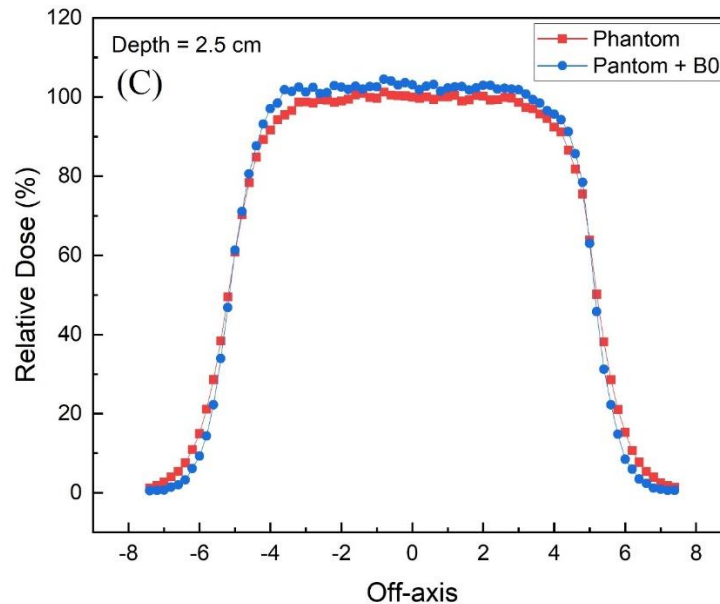 Depth = 2.5 cm
(C)
Phantom
Pantom + B0
Relative Dose (%)
120
100
80
60
40
20
0
-8
-6
-4
-2
0
2
4
6
8
Off-axis